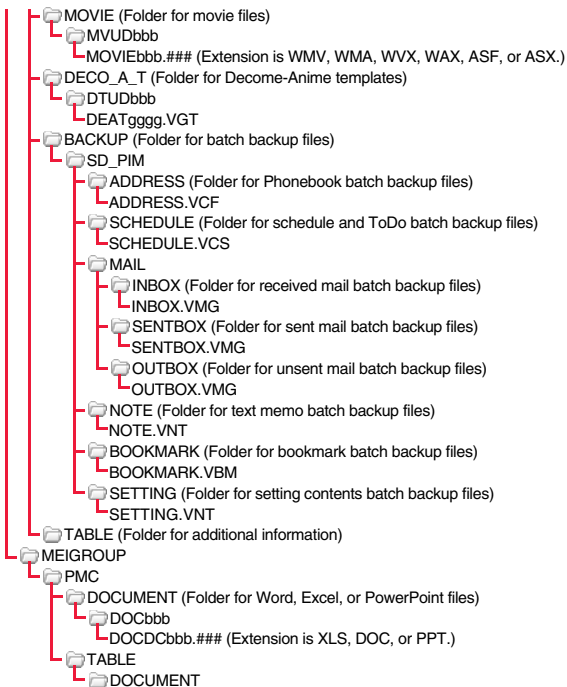 MOVIE (Folder for movie files)
MVUDbbb
MOVIEbbb.### (Extension is WMV, WMA, WVX, WAX, ASF, or ASX.)
DECO_A_T (Folder for Decome-Anime templates)
DTUDbbb
DEATgggg.VGT
BACKUP (Folder for batch backup files)
SD_PIM
ADDRESS (Folder for Phonebook batch backup files)
ADDRESS.VCF
SCHEDULE (Folder for schedule and ToDo batch backup files)
SCHEDULE.VCS
MAIL
INBOX (Folder for received mail batch backup files)
INBOX.VMG
SENTBOX (Folder for sent mail batch backup files)
SENTBOX.VMG
OUTBOX (Folder for unsent mail batch backup files)
OUTBOX.VMG
NOTE (Folder for text memo batch backup files)
NOTE.VNT
BOOKMARK (Folder for bookmark batch backup files)
BOOKMARK.VBM
SETTING (Folder for setting contents batch backup files)
SETTING.VNT
TABLE (Folder for additional information)
MEIGROUP
PMC
DOCUMENT (Folder for Word, Excel, or PowerPoint files)
DOCbbb
DOCDCbbb.### (Extension is XLS, DOC, or PPT.)
TABLE
DOCUMENT